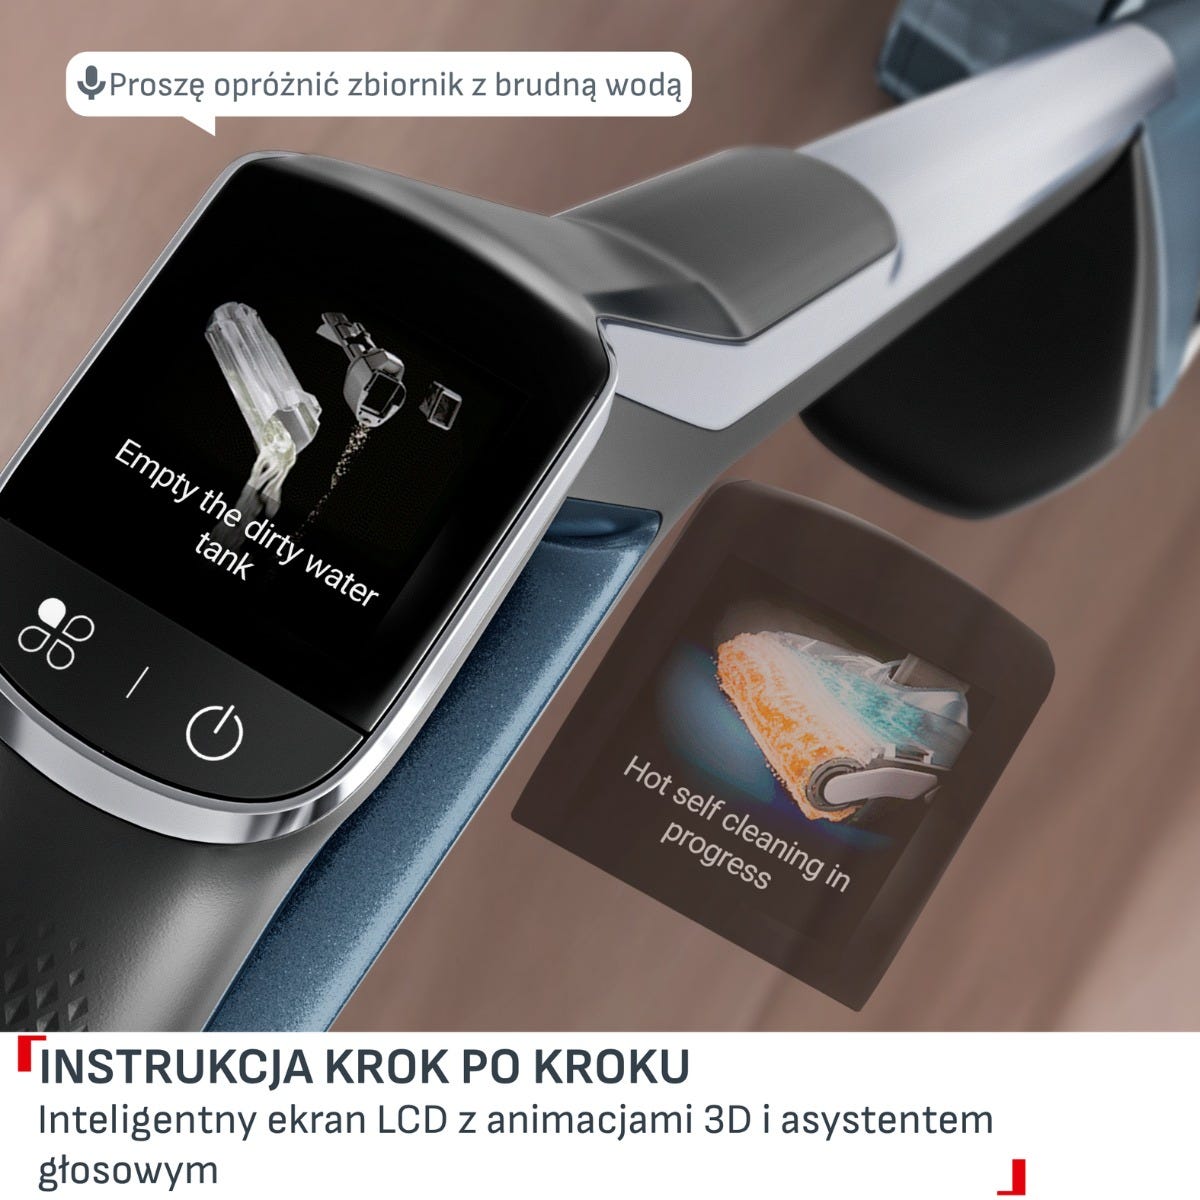 Proszę opróżnić zbiornik z brudną wodą
Empty the dirty water
tank
Hot self cleaning in
progress
INSTRUKCJA KROK PO KROKU
Inteligentny ekran LCD z animacjami 3D i asystentem
głosowym